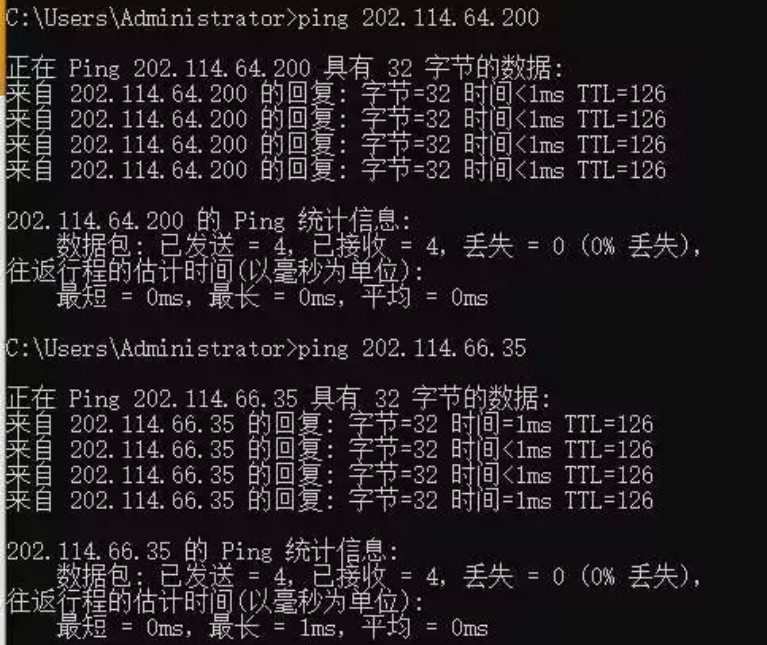 C:\Users\Administrator>ping 202.114.64.200
正在 Ping 202.114.64.200 具有 32 字节的数据:
来自 202.114.64.200 的回复: 字节=32 时间<1ms TTL=126
来自 202.114.64.200 的回复: 字节=32 时间<1ms TTL=126
来自 202.114.64.200 的回复: 字节=32 时间<1ms TTL=126
来自 202.114.64.200 的回复: 字节=32 时间<1ms TTL=126
202.114.64.200 的 Ping 统计信息:
数据包: 已发送 = 4, 已接收 = 4, 丢失 = 0 (0% 丢失),
往返行程的估计时间(以毫秒为单位):
最短 = 0ms, 最长 = 0ms, 平均 = 0ms
C:\Users\Administrator>ping 202.114.66.35
正在 Ping 202.114.66.35 具有 32 字节的数据:
来自 202.114.66.35 的回复: 字节=32 时间=1ms TTL=126
来自 202.114.66.35 的回复: 字节=32 时间<1ms TTL=126
来自 202.114.66.35 的回复: 字节=32 时间<1ms TTL=126
来自 202.114.66.35 的回复: 字节=32 时间=1ms TTL=126
202.114.66.35 的 Ping 统计信息:
数据包: 已发送 = 4, 已接收 = 4, 丢失 = 0 (0% 丢失),
往返行程的估计时间(以毫秒为单位):
最短 = 0ms, 最长 = 1ms, 平均 = 0ms